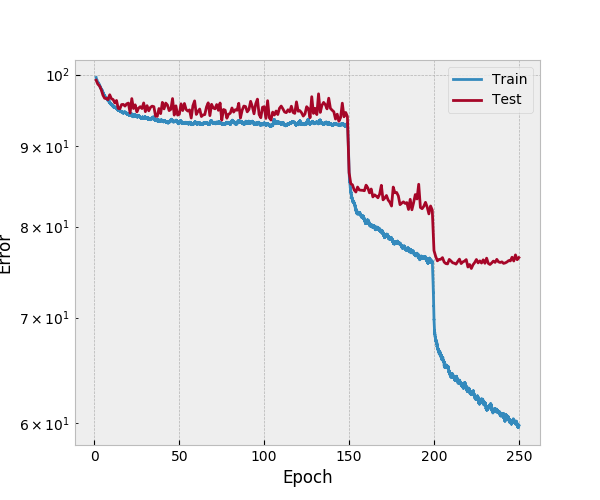 10²
9 × 10¹
8 × 10¹
7 × 10¹
6 × 10¹
Error
0 50 100 150 200 250
Epoch
Train
Test